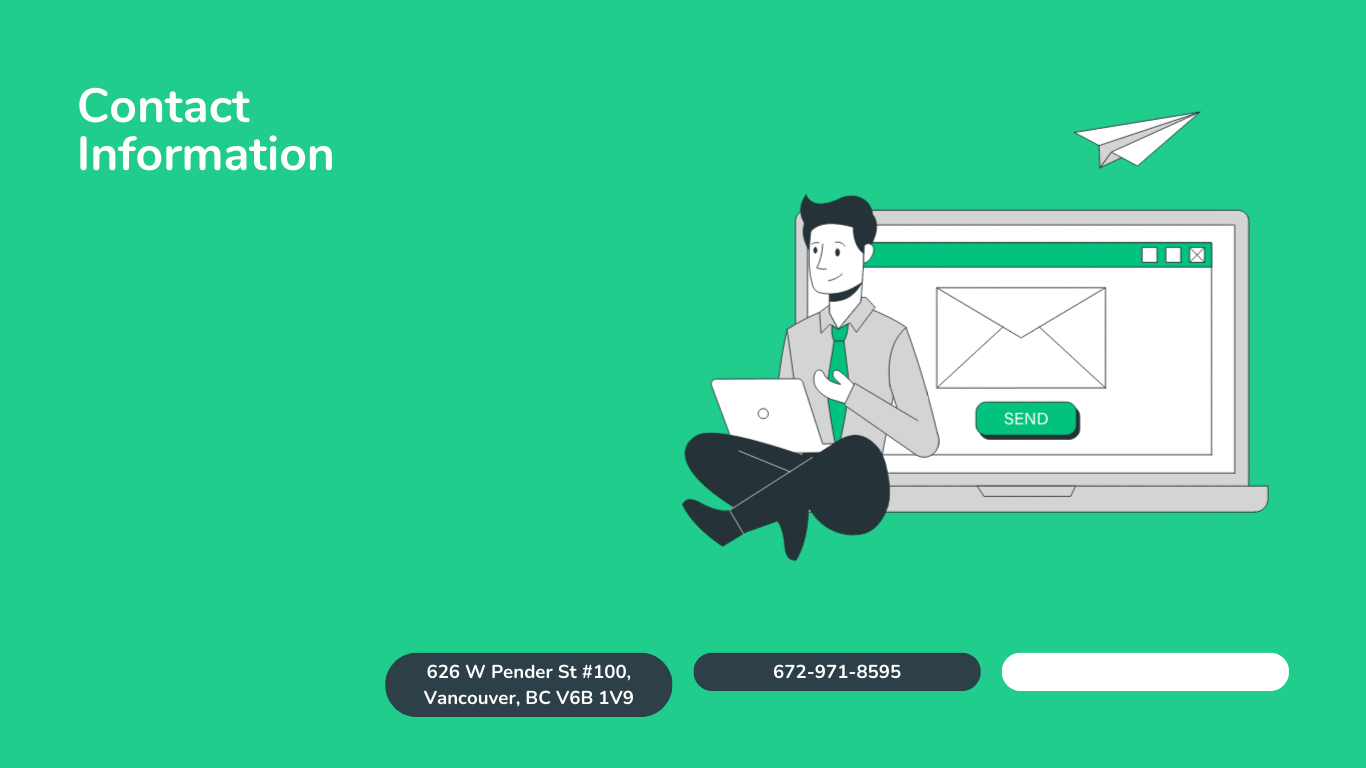 Contact
Information
SEND
626 W Pender St #100,
Vancouver, BC V6B 1V9
672-971-8595